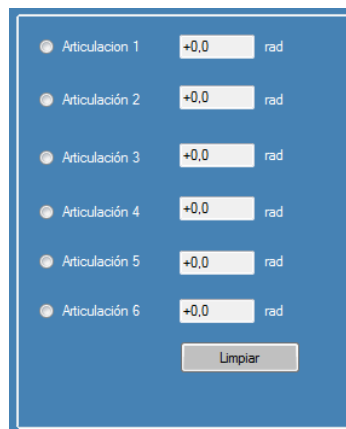 Articulacion 1 +0,0 rad
Articulación 2 +0,0 rad
Articulación 3 +0,0 rad
Articulación 4 +0,0 rad
Articulación 5 +0,0 rad
Articulación 6 +0,0 rad
Limpiar